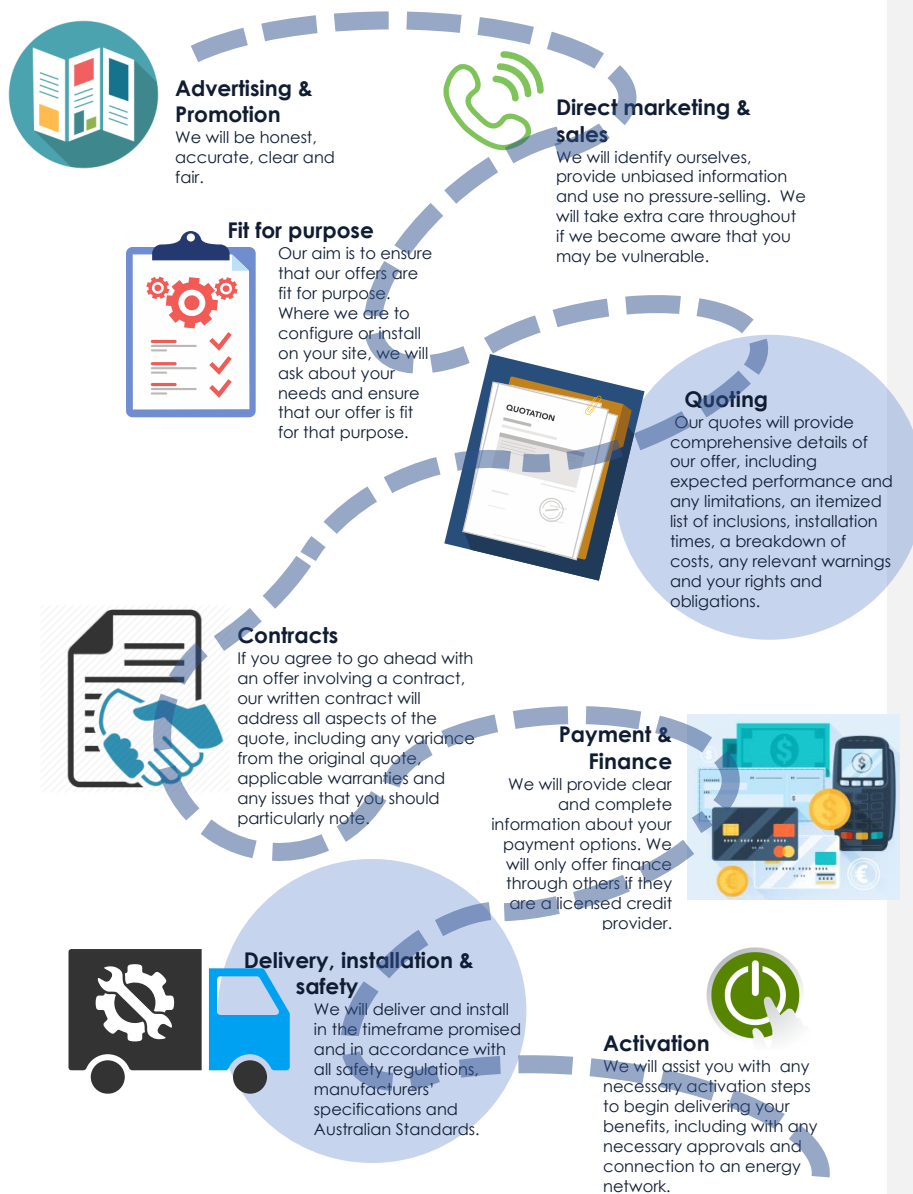 Advertising &
Promotion
We will be honest,
accurate, clear and
fair.
Direct marketing &
sales
We will identify ourselves,
provide unbiased information
and use no pressure-selling.  We
will take extra care throughout
if we become aware that you
may be vulnerable.
Fit for purpose
Our aim is to ensure
that our offers are
fit for purpose.
Where we are to
configure or install
on your site, we will
ask about your
needs and ensure
that our offer is fit
for that purpose.
QUOTATION
Quoting
Our quotes will provide
comprehensive details of
our offer, including
expected performance and
any limitations, an itemized
list of inclusions, installation
times, a breakdown of
costs, any relevant warnings
and your rights and
obligations.
Contracts
If you agree to go ahead with
an offer involving a contract,
our written contract will
address all aspects of the
quote, including any variance
from the original quote,
applicable warranties and
any issues that you should
particularly note.
Payment &
Finance
We will provide clear
and complete
information about your
payment options. We
will only offer finance
through others if they
are a licensed credit
provider.
Delivery, installation &
safety
We will deliver and install
in the timeframe promised
and in accordance with
all safety regulations,
manufacturers'
specifications and
Australian Standards.
Activation
We will assist you with  any
necessary activation steps
to begin delivering your
benefits, including with any
necessary approvals and
connection to an energy
network.